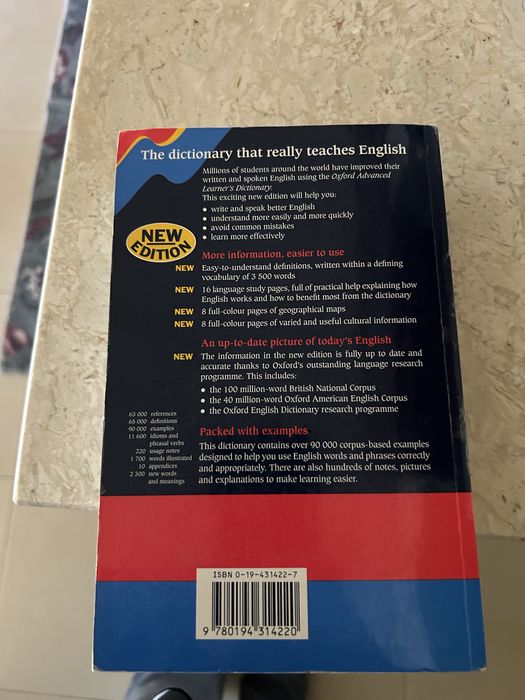 The dictionary that really teaches English
Millions of students around the world have improved their
written and spoken English using the Oxford Advanced
Learner's Dictionary.
This exciting new edition will help you:
• write and speak better English
• understand more easily and more quickly
• avoid common mistakes
• learn more effectively
NEW
EDITION
More information, easier to use
NEW Easy-to-understand definitions, written within a defining
vocabulary of 3 500 words
NEW 16 language study pages, full of practical help explaining how
English works and how to benefit most from the dictionary
NEW 8 full-colour pages of geographical maps
NEW 8 full-colour pages of varied and useful cultural information
An up-to-date picture of today's English
NEW The information in the new edition is fully up to date and
accurate thanks to Oxford's outstanding language research
programme. This includes:
• the 100 million-word British National Corpus
• the 40 million-word Oxford American English Corpus
• the Oxford English Dictionary research programme
63 000 references
65 000 definitions
90 000 examples
11 600 idioms and
phrasal verbs
220 usage notes
1 700 words illustrated
10 appendices
2 300 new words
and meanings
Packed with examples
This dictionary contains over 90 000 corpus-based examples
designed to help you use English words and phrases correctly
and appropriately. There are also hundreds of notes, pictures
and explanations to make learning easier.
ISBN 0-19-431422-7
9 780194 314220